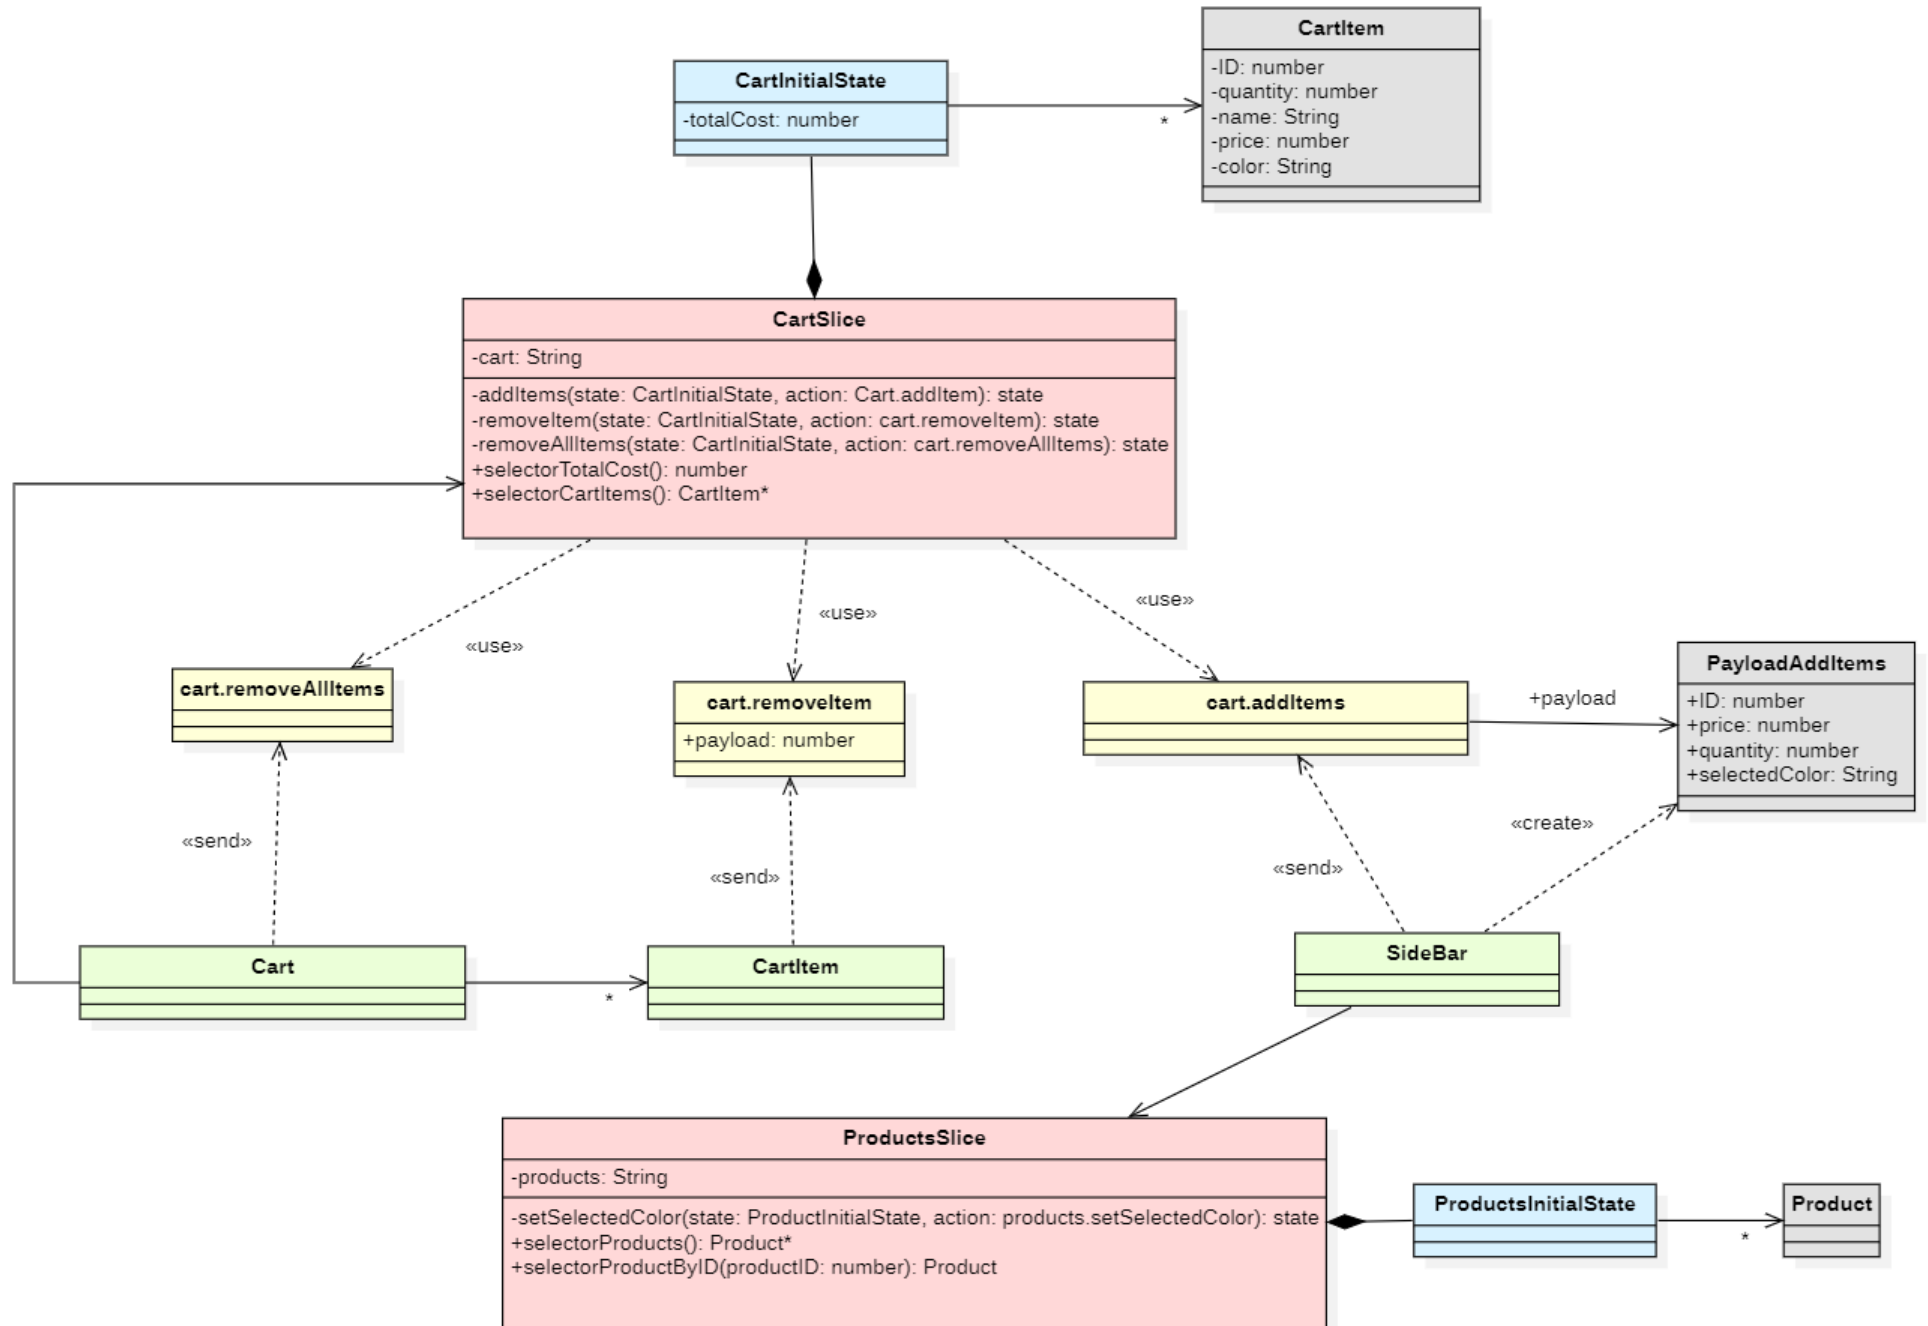 CartItem
-ID: number
-quantity: number
-name: String
-price: number
-color: String
CartInitialState
-totalCost: number
*
CartSlice
-cart: String
-addItems(state: CartInitialState, action: Cart.addItem): state
-removeItem(state: CartInitialState, action: cart.removeItem): state
-removeAllItems(state: CartInitialState, action: cart.removeAllItems): state
+selectorTotalCost(): number
+selectorCartItems(): CartItem*
«use»
«use»
«use»
cart.removeAllItems
cart.removeItem
+payload: number
cart.addItems
+payload
PayloadAddItems
+ID: number
+price: number
+quantity: number
+selectedColor: String
«send»
«send»
«send»
«create»
Cart
*
CartItem
SideBar
ProductsSlice
-products: String
-setSelectedColor(state: ProductInitialState, action: products.setSelectedColor): state
+selectorProducts(): Product*
+selectorProductByID(productID: number): Product
ProductsInitialState
*
Product